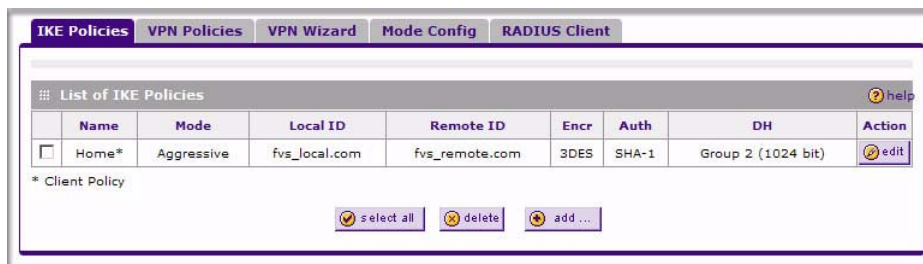 IKE Policies VPN Policies VPN Wizard Mode Config RADIUS Client
List of IKE Policies help
Name Mode Local ID Remote ID Encr Auth DH Action
Home* Aggressive fvs_local.com fvs_remote.com 3DES SHA-1 Group 2 (1024 bit) edit
* Client Policy
select all delete add ...